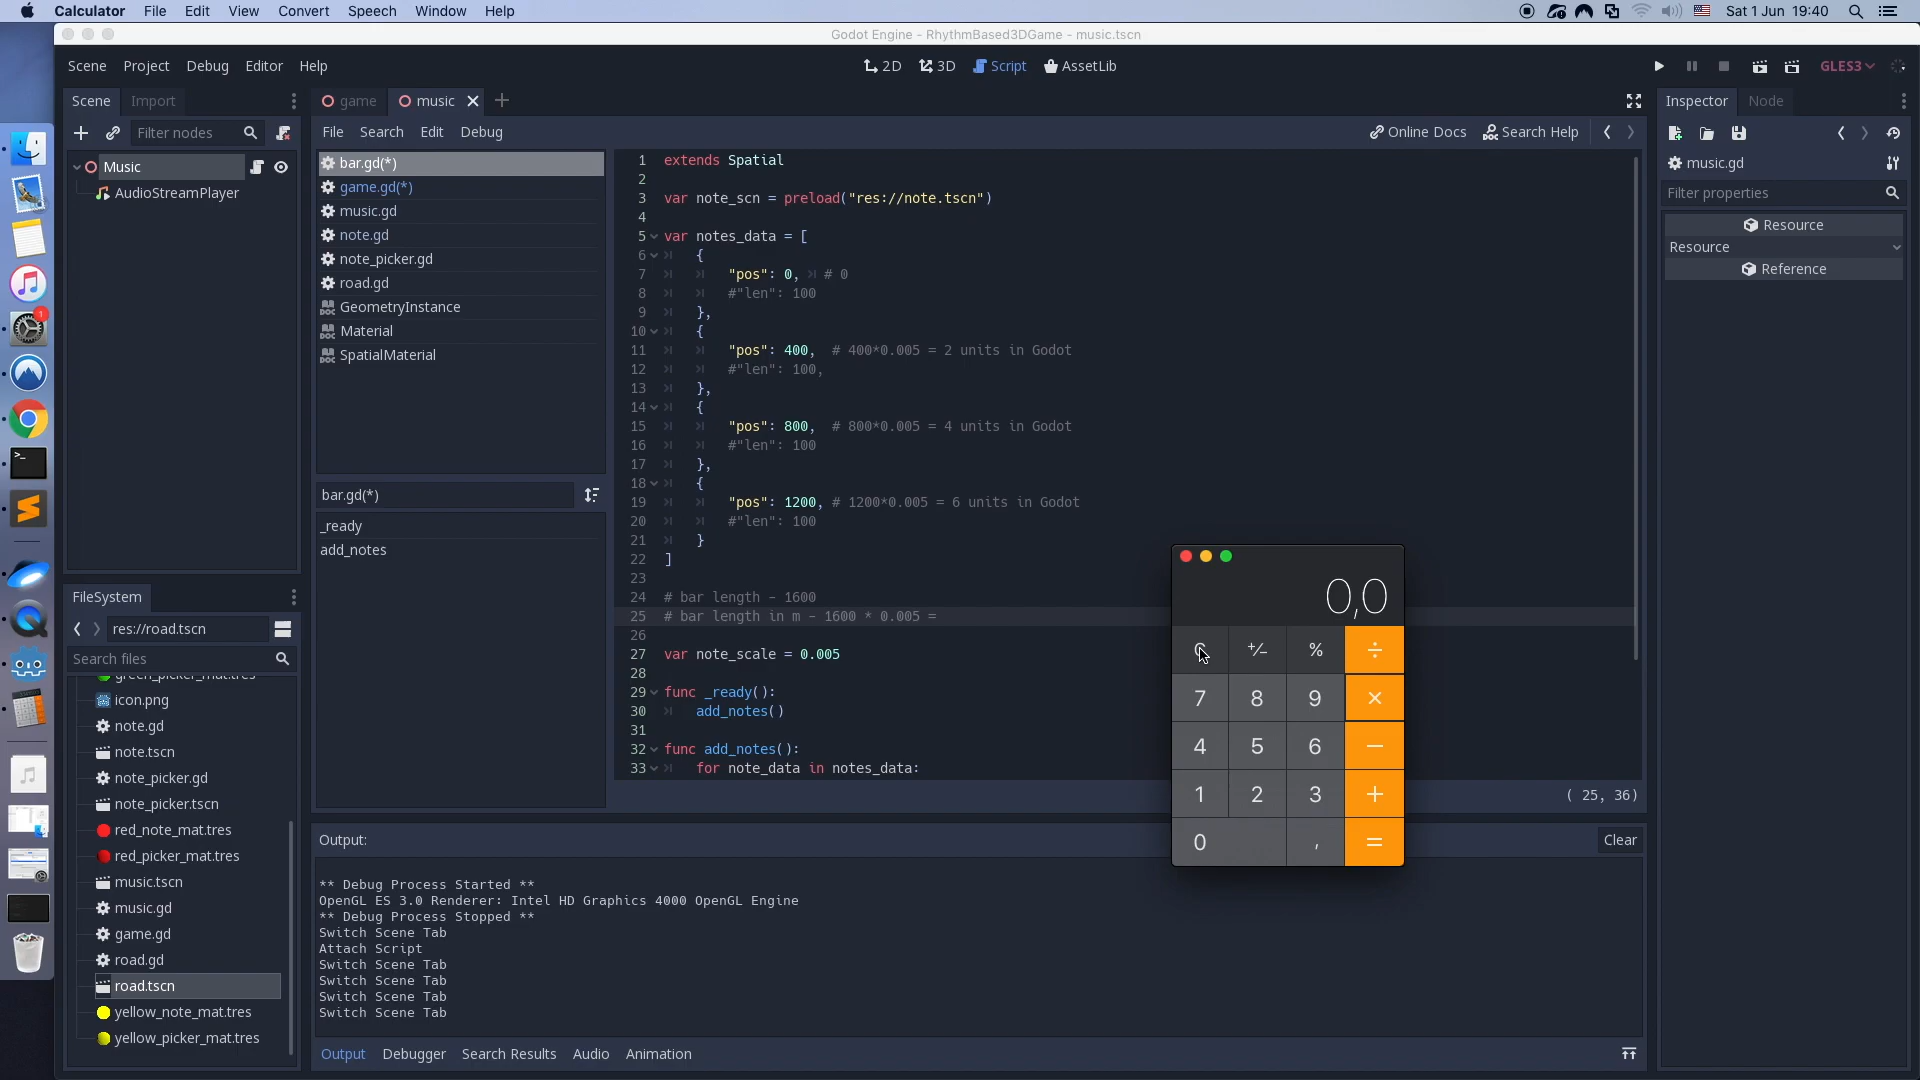 Calculator File Edit View Convert Speech Window Help Sat 1 Jun 19:40
Godot Engine - RhythmBased3DGame - music.tscn
Scene Project Debug Editor Help 2D 3D Script AssetLib GLES3
Scene Import
Filter nodes
Music
AudioStreamPlayer
game music
File Search Edit Debug Online Docs Search Help
bar.gd(*)
game.gd(*)
music.gd
note.gd
note_picker.gd
road.gd
GeometryInstance
Material
SpatialMaterial
bar.gd(*)
_ready
add_notes
1 extends Spatial
2
3 var note_scn = preload("res://note.tscn")
4
5 var notes_data = [
6 {
7 "pos": 0, # 0
8 #"len": 100
9 },
10 {
11 "pos": 400, # 400*0.005 = 2 units in Godot
12 #"len": 100,
13 },
14 {
15 "pos": 800, # 800*0.005 = 4 units in Godot
16 #"len": 100
17 },
18 {
19 "pos": 1200, # 1200*0.005 = 6 units in Godot
20 #"len": 100
21 }
22 ]
23
24 # bar length - 1600
25 # bar length in m - 1600 * 0.005 =
26
27 var note_scale = 0.005
28
29 func _ready():
30 add_notes()
31
32 func add_notes():
33 for note_data in notes_data:
( 25, 36)
0,0
+/− % ÷
7 8 9 ×
4 5 6 −
1 2 3 +
0 , =
Inspector Node
music.gd
Filter properties
Resource
Resource
Reference
FileSystem
res://road.tscn
Search files
green_picker_mat.tres
icon.png
note.gd
note.tscn
note_picker.gd
note_picker.tscn
red_note_mat.tres
red_picker_mat.tres
music.tscn
music.gd
game.gd
road.gd
road.tscn
yellow_note_mat.tres
yellow_picker_mat.tres
Output: Clear
** Debug Process Started **
OpenGL ES 3.0 Renderer: Intel HD Graphics 4000 OpenGL Engine
** Debug Process Stopped **
Switch Scene Tab
Attach Script
Switch Scene Tab
Switch Scene Tab
Switch Scene Tab
Switch Scene Tab
Output Debugger Search Results Audio Animation
1